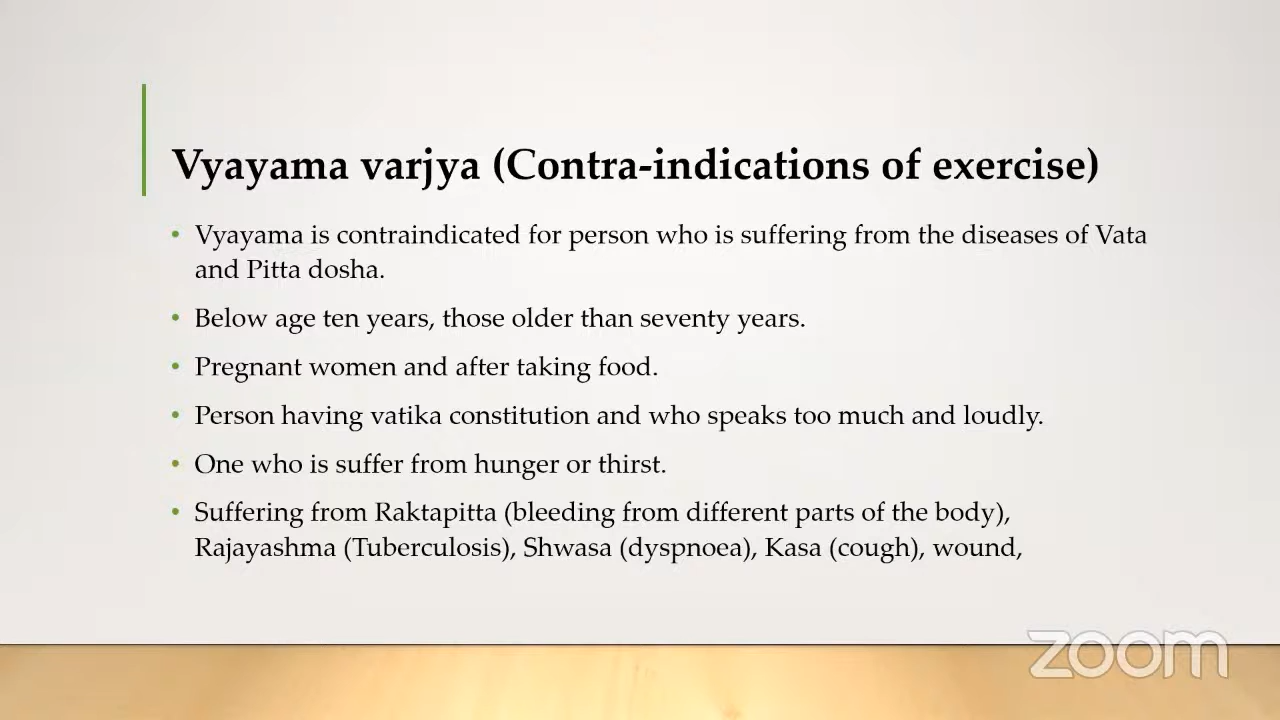 Vyayama varjya (Contra-indications of exercise)
• Vyayama is contraindicated for person who is suffering from the diseases of Vata
and Pitta dosha.
• Below age ten years, those older than seventy years.
• Pregnant women and after taking food.
• Person having vatika constitution and who speaks too much and loudly.
• One who is suffer from hunger or thirst.
• Suffering from Raktapitta (bleeding from different parts of the body),
Rajayashma (Tuberculosis), Shwasa (dyspnoea), Kasa (cough), wound,
zoom